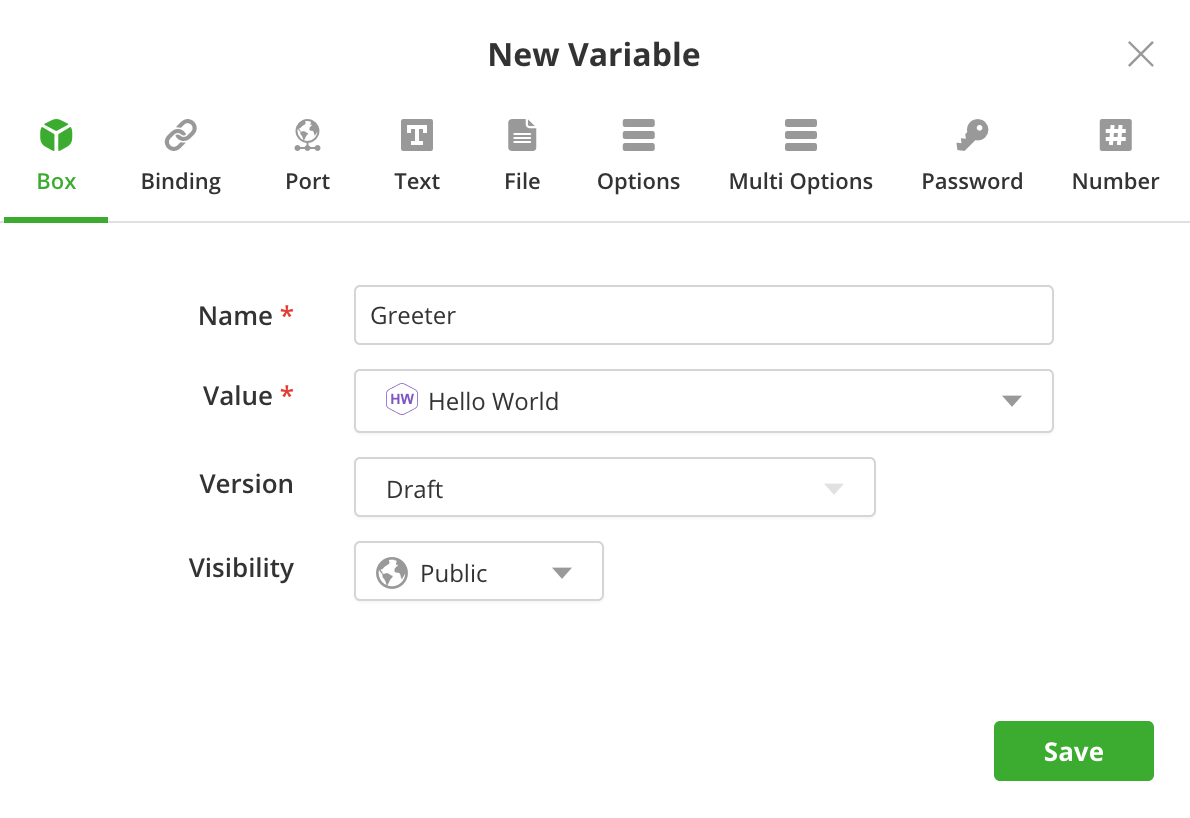 New Variable
Box Binding Port Text File Options Multi Options Password Number
Name * Greeter
Value * HW Hello World
Version Draft
Visibility Public
Save